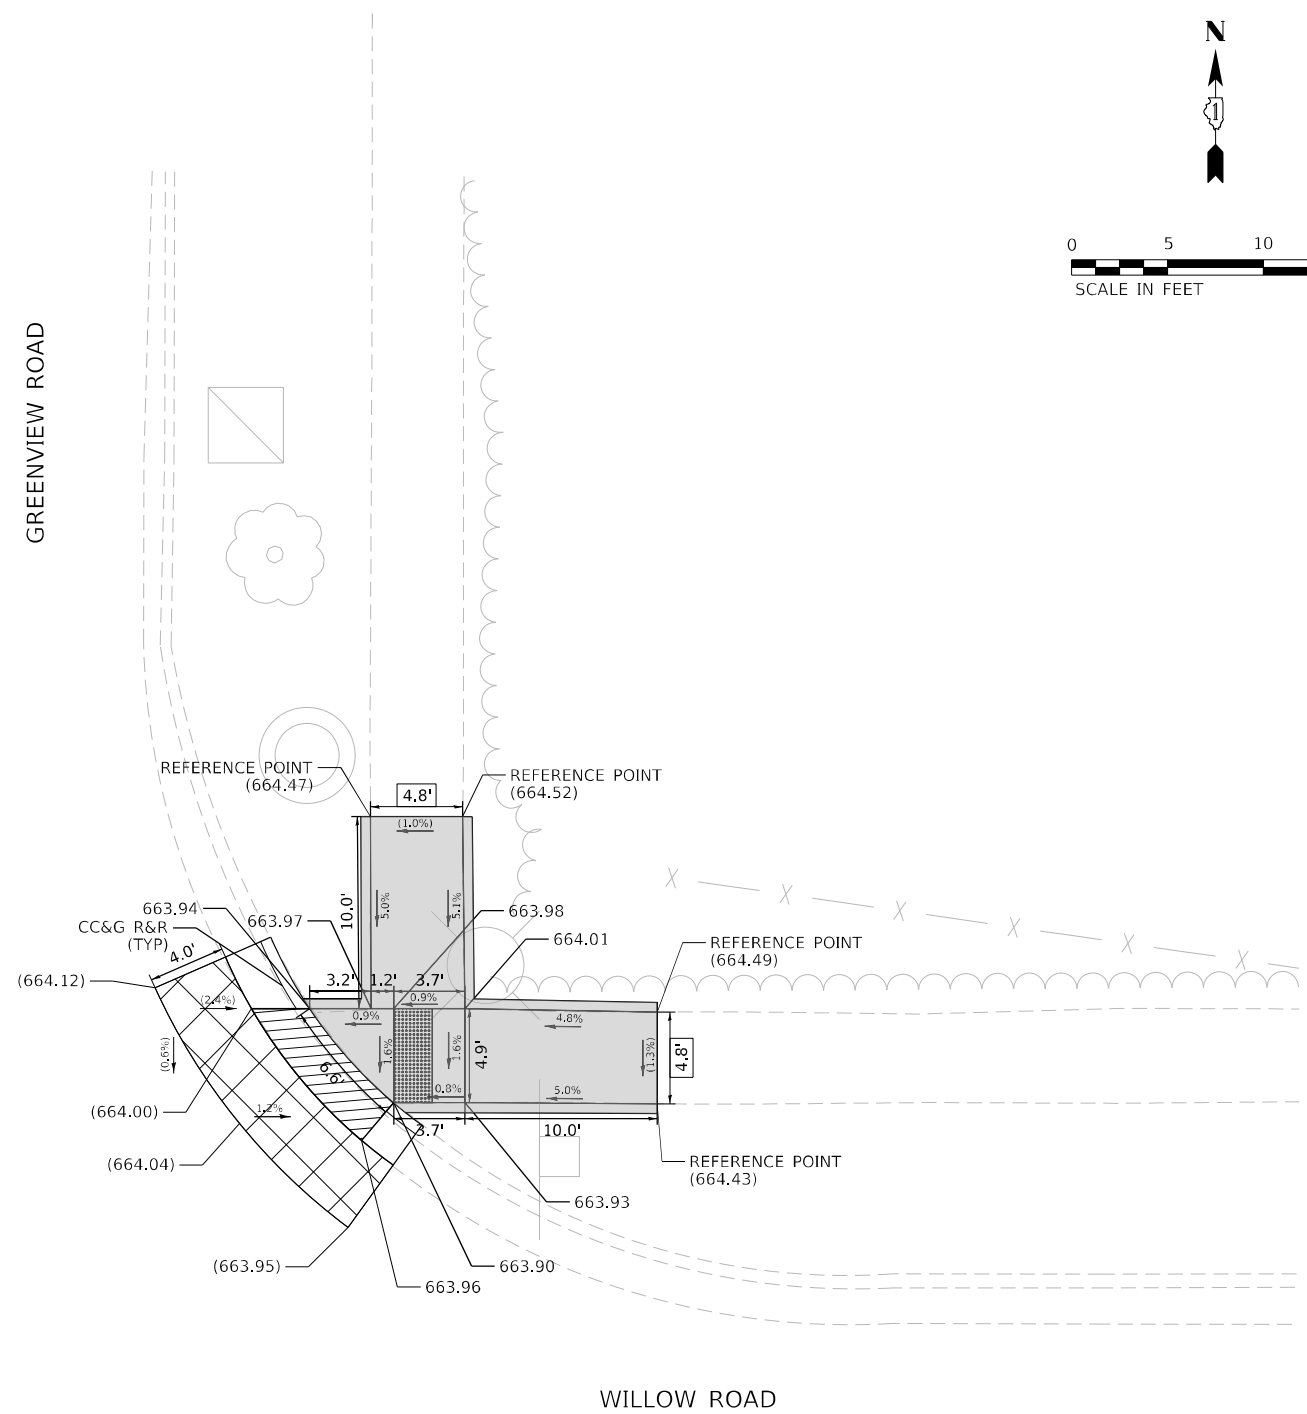 N
1
0 5 10
SCALE IN FEET
GREENVIEW ROAD
REFERENCE POINT
(664.47)
REFERENCE POINT
(664.52)
4.8'
(1.0%)
10.0'
5.0%
5.1%
663.94
663.97
663.98
CC&G R&R
(TYP)
664.01
REFERENCE POINT
(664.49)
4.0'
(664.12)
3.2' 1.2' 3.7'
(2.4%)
0.9%
0.9%
4.8%
(0.6%)
1.6%
1.6%
4.9'
(1.3%)
4.8'
6.6'
0.8%
5.0%
(664.00)
1.2%
3.7'
10.0'
(664.04)
REFERENCE POINT
(664.43)
663.93
(663.95)
663.90
663.96
X X X X X X
WILLOW ROAD